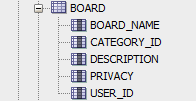 BOARD
BOARD_NAME
CATEGORY_ID
DESCRIPTION
PRIVACY
USER_ID